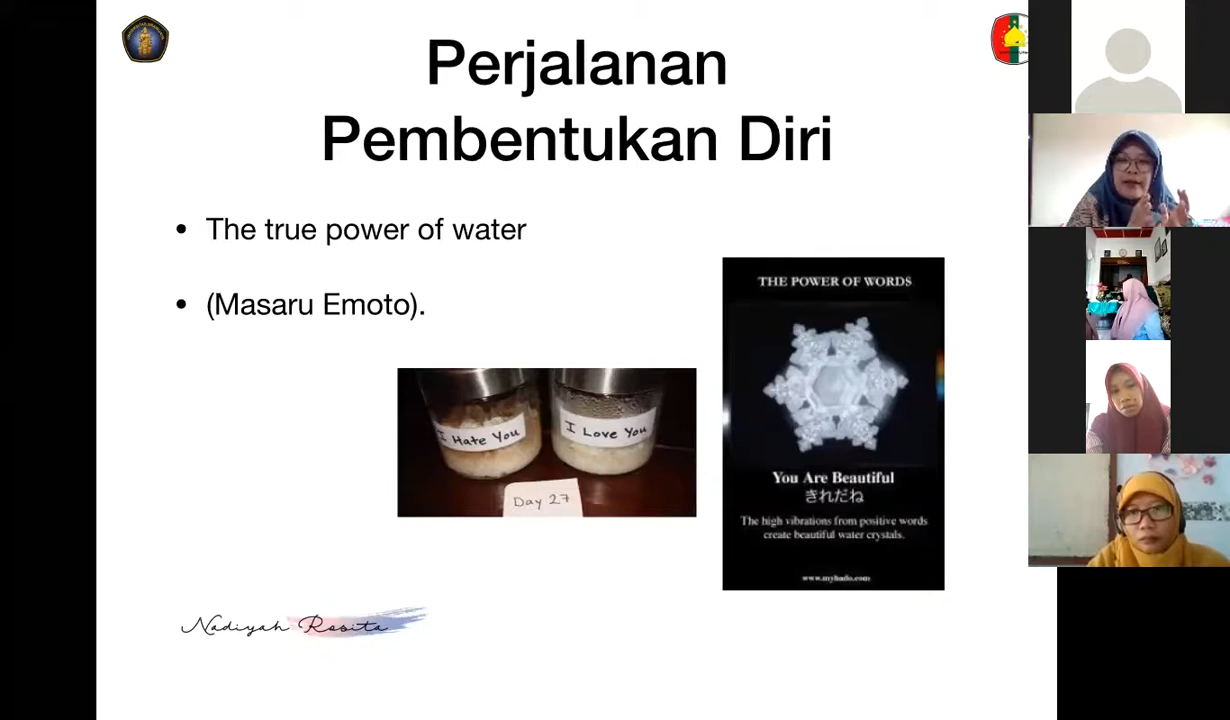 Perjalanan
Pembentukan Diri
• The true power of water
• (Masaru Emoto).
I Hate You
I Love You
Day 27
THE POWER OF WORDS
You Are Beautiful
きれだね
The high vibrations from positive words
create beautiful water crystals.
www.myhado.com
Nadiyah Rosita